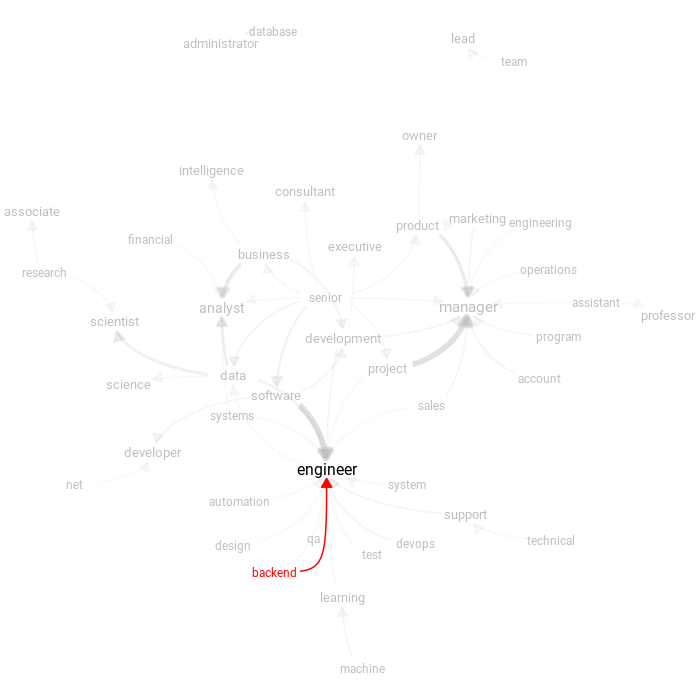 database
administrator
lead
team
owner
intelligence
consultant
associate
product
marketing
engineering
financial
executive
business
research
operations
senior
analyst
manager
assistant
professor
scientist
development
program
project
data
science
account
software
sales
systems
developer
engineer
net
system
automation
support
qa
technical
design
devops
test
backend
learning
machine